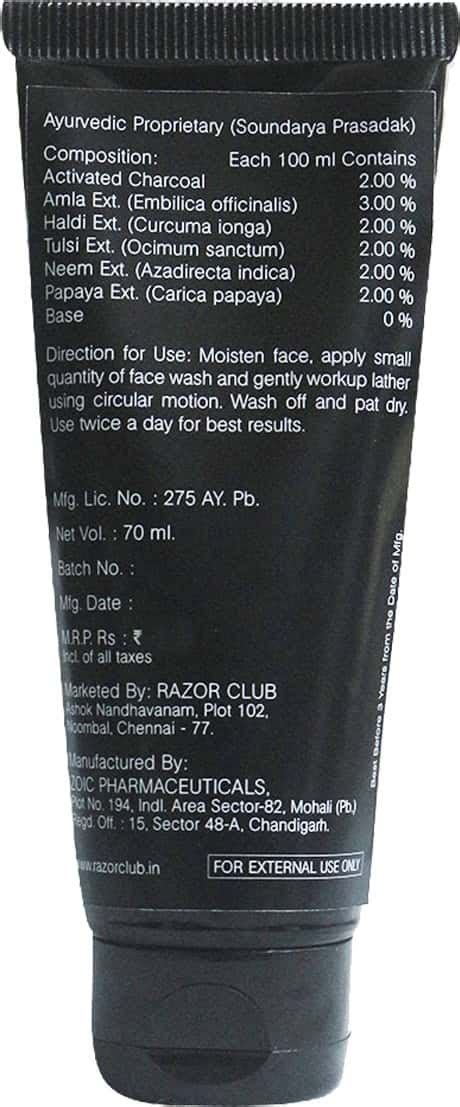 Ayurvedic Proprietary (Soundarya Prasadak)
Composition: Each 100 ml Contains
Activated Charcoal 2.00 %
Amla Ext. (Embilica officinalis) 3.00 %
Haldi Ext. (Curcuma ionga) 2.00 %
Tulsi Ext. (Ocimum sanctum) 2.00 %
Neem Ext. (Azadirecta indica) 2.00 %
Papaya Ext. (Carica papaya) 2.00 %
Base 0 %
Direction for Use: Moisten face, apply small
quantity of face wash and gently workup lather
using circular motion. Wash off and pat dry.
Use twice a day for best results.
Mfg. Lic. No. : 275 AY. Pb.
Net Vol. : 70 ml.
Batch No. :
Mfg. Date :
M.R.P. Rs : ₹
Incl. of all taxes
Marketed By: RAZOR CLUB
Ashok Nandhavanam, Plot 102,
Noombal, Chennai - 77.
Manufactured By:
ZOIC PHARMACEUTICALS,
Plot No. 194, Indl. Area Sector-82, Mohali (Pb.)
Regd. Off. : 15, Sector 48-A, Chandigarh.
www.razorclub.in FOR EXTERNAL USE ONLY
Best Before 3 Years from the Date of Mfg.